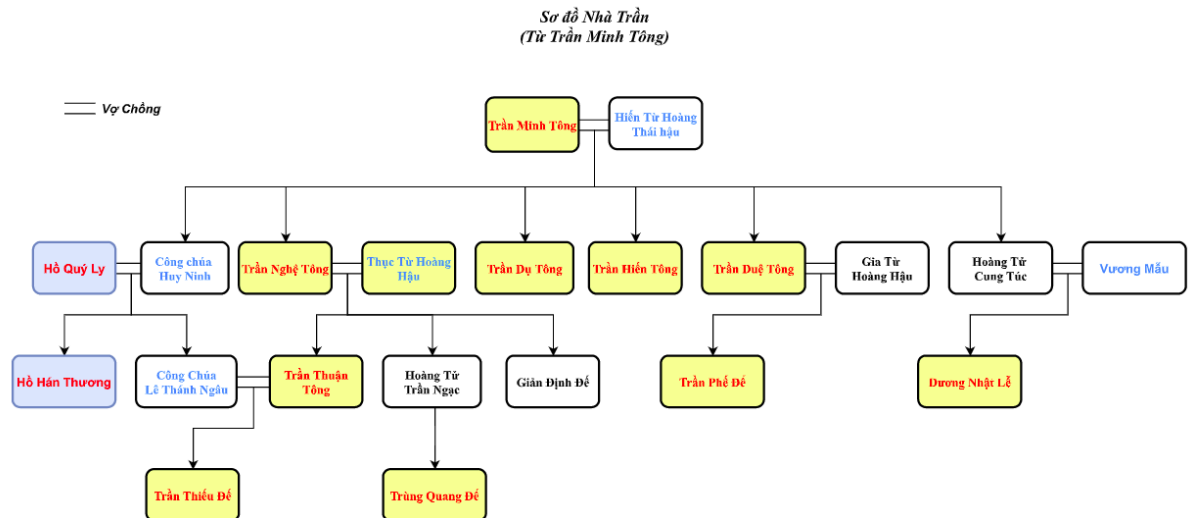 Sơ đồ Nhà Trần
(Từ Trần Minh Tông)
Vợ Chồng
Trần Minh Tông
Hiến Từ Hoàng
Thái hậu
Hồ Quý Ly
Công chúa
Huy Ninh
Trần Nghệ Tông
Thục Từ Hoàng
Hậu
Trần Dụ Tông
Trần Hiến Tông
Trần Duệ Tông
Gia Từ
Hoàng Hậu
Hoàng Tử
Cung Túc
Vương Mẫu
Hồ Hán Thương
Công Chúa
Lê Thánh Ngâu
Trần Thuận
Tông
Hoàng Tử
Trần Ngạc
Giản Định Đế
Trần Phế Đế
Dương Nhật Lễ
Trần Thiếu Đế
Trùng Quang Đế